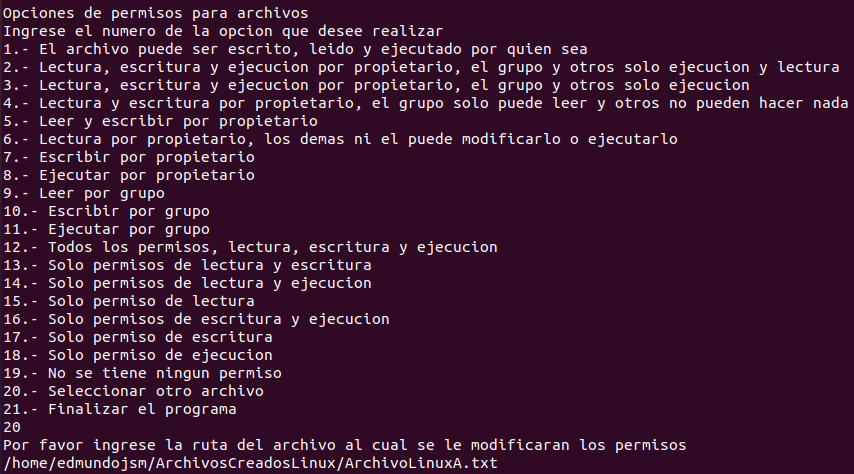 Opciones de permisos para archivos
Ingrese el numero de la opcion que desee realizar
1.- El archivo puede ser escrito, leido y ejecutado por quien sea
2.- Lectura, escritura y ejecucion por propietario, el grupo y otros solo ejecucion y lectura
3.- Lectura, escritura y ejecucion por propietario, el grupo y otros solo ejecucion
4.- Lectura y escritura por propietario, el grupo solo puede leer y otros no pueden hacer nada
5.- Leer y escribir por propietario
6.- Lectura por propietario, los demas ni el puede modificarlo o ejecutarlo
7.- Escribir por propietario
8.- Ejecutar por propietario
9.- Leer por grupo
10.- Escribir por grupo
11.- Ejecutar por grupo
12.- Todos los permisos, lectura, escritura y ejecucion
13.- Solo permisos de lectura y escritura
14.- Solo permisos de lectura y ejecucion
15.- Solo permiso de lectura
16.- Solo permisos de escritura y ejecucion
17.- Solo permiso de escritura
18.- Solo permiso de ejecucion
19.- No se tiene ningun permiso
20.- Seleccionar otro archivo
21.- Finalizar el programa
20
Por favor ingrese la ruta del archivo al cual se le modificaran los permisos
/home/edmundojsm/ArchivosCreadosLinux/ArchivoLinuxA.txt